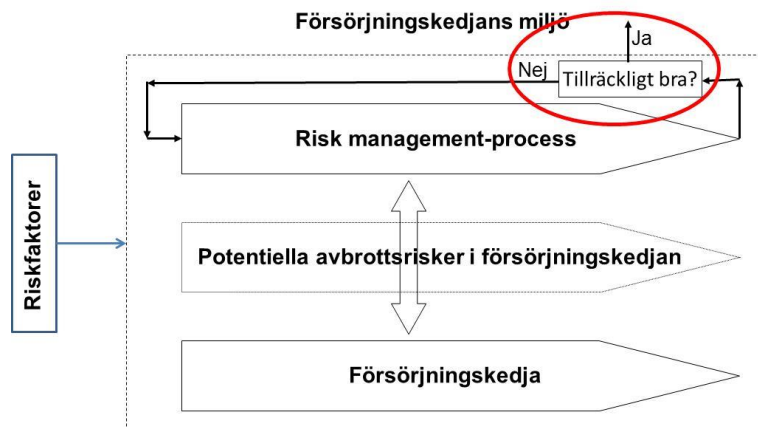 Försörjningskedjans miljö
Ja
Nej
Tillräckligt bra?
Risk management-process
Riskfaktorer
Potentiella avbrottsrisker i försörjningskedjan
Försörjningskedja